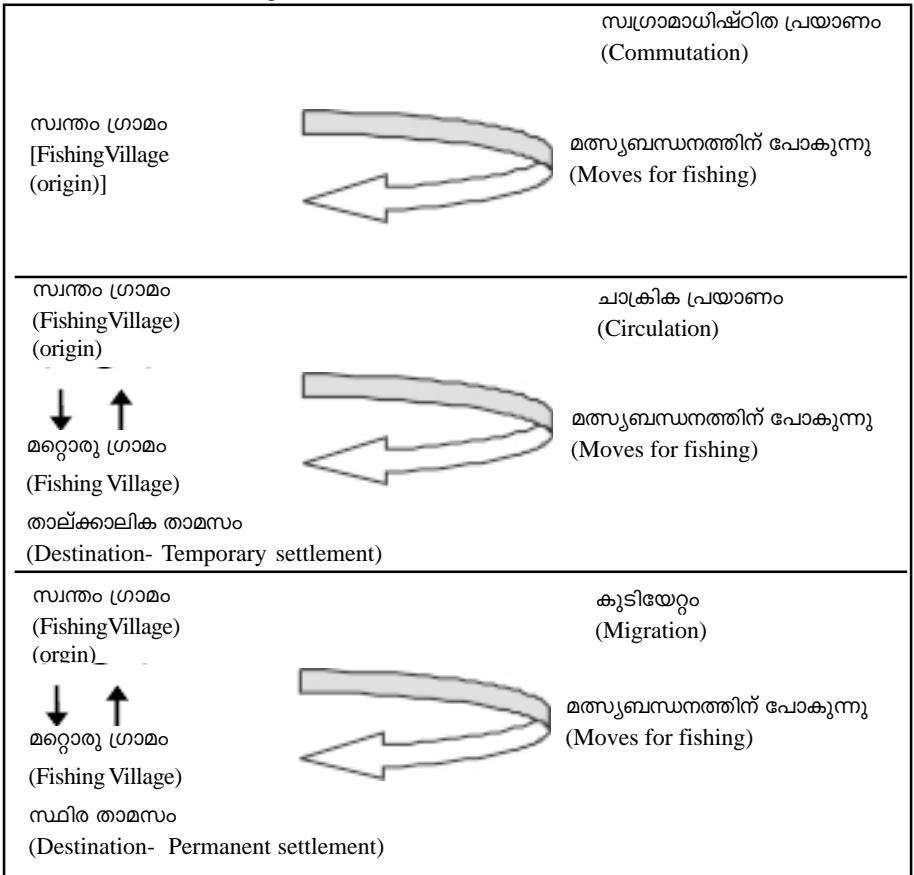 സ്വഗ്രാമാധിഷ്ഠിത പ്രയാണം
(Commutation)
സ്വന്തം ഗ്രാമം
[FishingVillage
(origin)]
മത്സ്യബന്ധനത്തിന് പോകുന്നു
(Moves for fishing)
സ്വന്തം ഗ്രാമം
(FishingVillage)
(origin)
ചാക്രിക പ്രയാണം
(Circulation)
മത്സ്യബന്ധനത്തിന് പോകുന്നു
(Moves for fishing)
മറ്റൊരു ഗ്രാമം
(Fishing Village)
താല്ക്കാലിക താമസം
(Destination- Temporary settlement)
സ്വന്തം ഗ്രാമം
(FishingVillage)
(orgin)
കുടിയേറ്റം
(Migration)
മത്സ്യബന്ധനത്തിന് പോകുന്നു
(Moves for fishing)
മറ്റൊരു ഗ്രാമം
(Fishing Village)
സ്ഥിര താമസം
(Destination- Permanent settlement)